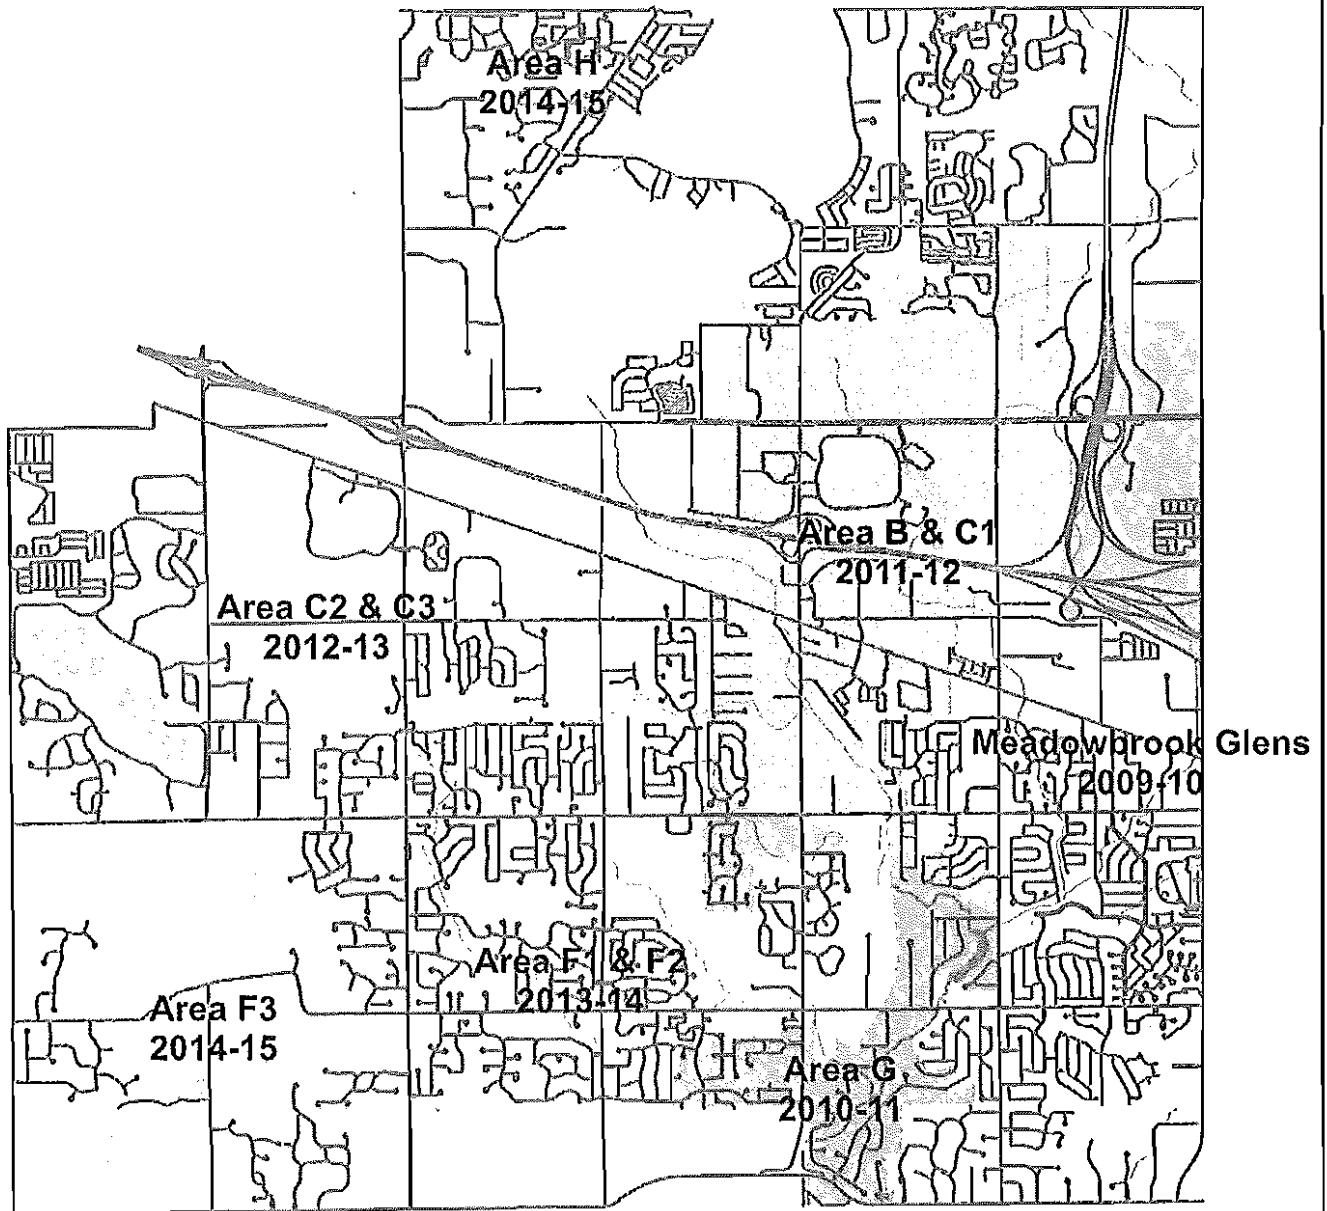 Area H
2014-15
Area B & C1
2011-12
Area C2 & C3
2012-13
Meadowbrook Glens
2009-10
Area F1 & F2
2013-14
Area F3
2014-15
Area G
2010-11